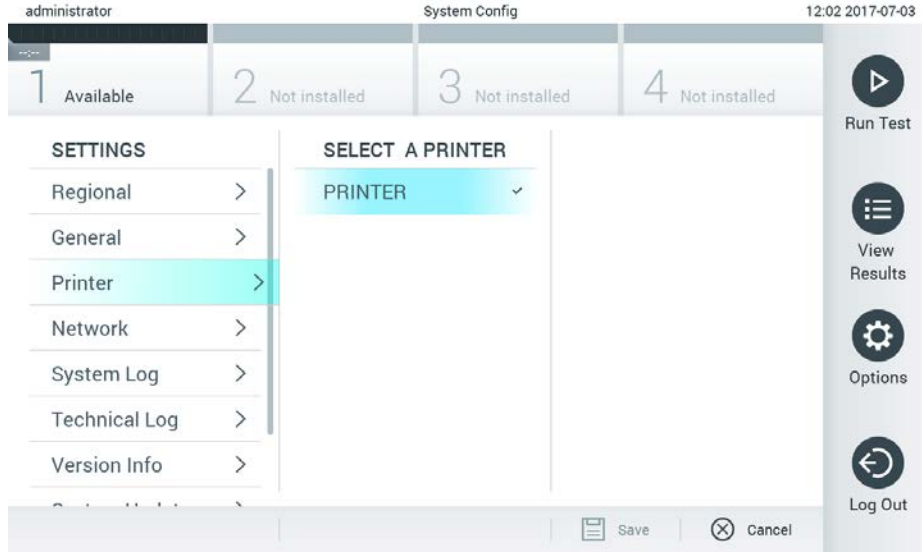 administrator System Config 12:02 2017-07-03
--:--
1 Available 2 Not installed 3 Not installed 4 Not installed
Run Test
SETTINGS
Regional
General
Printer
Network
System Log
Technical Log
Version Info
SELECT A PRINTER
PRINTER
View
Results
Options
Log Out
Save Cancel